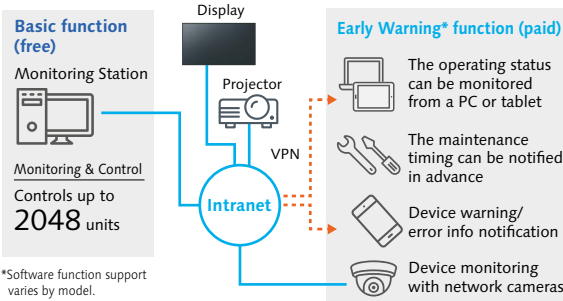 Basic function
(free)
Monitoring Station
Monitoring & Control
Controls up to
2048 units
*Software function support
varies by model.
Display
Projector
VPN
Intranet
Early Warning* function (paid)
The operating status
can be monitored
from a PC or tablet
The maintenance
timing can be notified
in advance
Device warning/
error info notification
Device monitoring
with network cameras